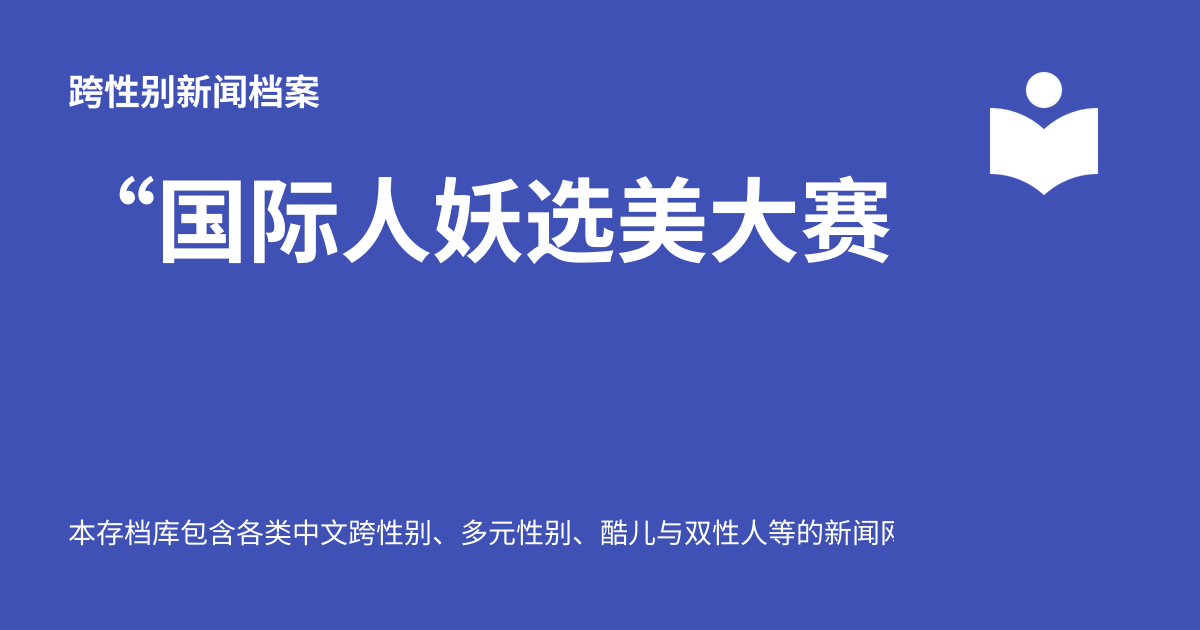 跨性别新闻档案
“国际人妖选美大赛
本存档库包含各类中文跨性别、多元性别、酷儿与双性人等的新闻